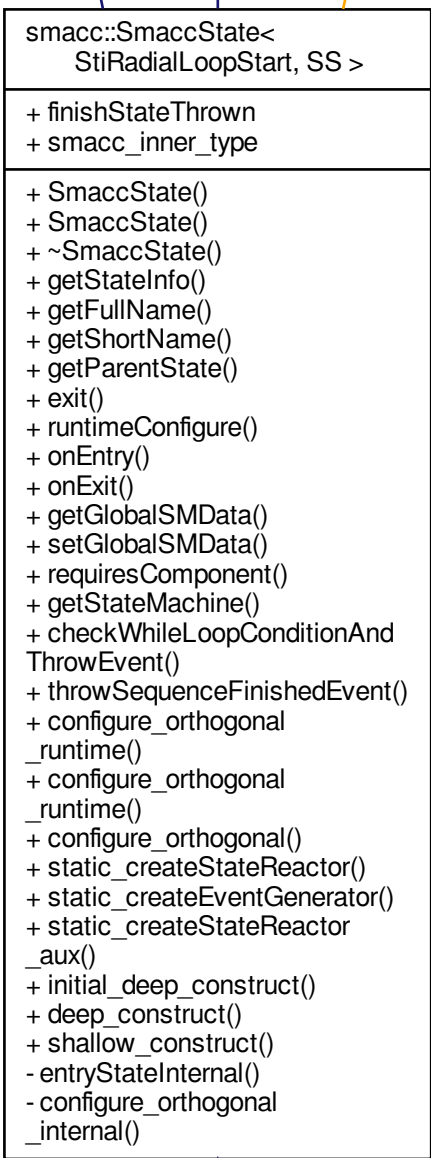 smacc::SmaccState<
StiRadialLoopStart, SS >
+ finishStateThrown
+ smacc_inner_type
+ SmaccState()
+ SmaccState()
+ ~SmaccState()
+ getStateInfo()
+ getFullName()
+ getShortName()
+ getParentState()
+ exit()
+ runtimeConfigure()
+ onEntry()
+ onExit()
+ getGlobalSMData()
+ setGlobalSMData()
+ requiresComponent()
+ getStateMachine()
+ checkWhileLoopConditionAnd
ThrowEvent()
+ throwSequenceFinishedEvent()
+ configure_orthogonal
_runtime()
+ configure_orthogonal
_runtime()
+ configure_orthogonal()
+ static_createStateReactor()
+ static_createEventGenerator()
+ static_createStateReactor
_aux()
+ initial_deep_construct()
+ deep_construct()
+ shallow_construct()
- entryStateInternal()
- configure_orthogonal
_internal()